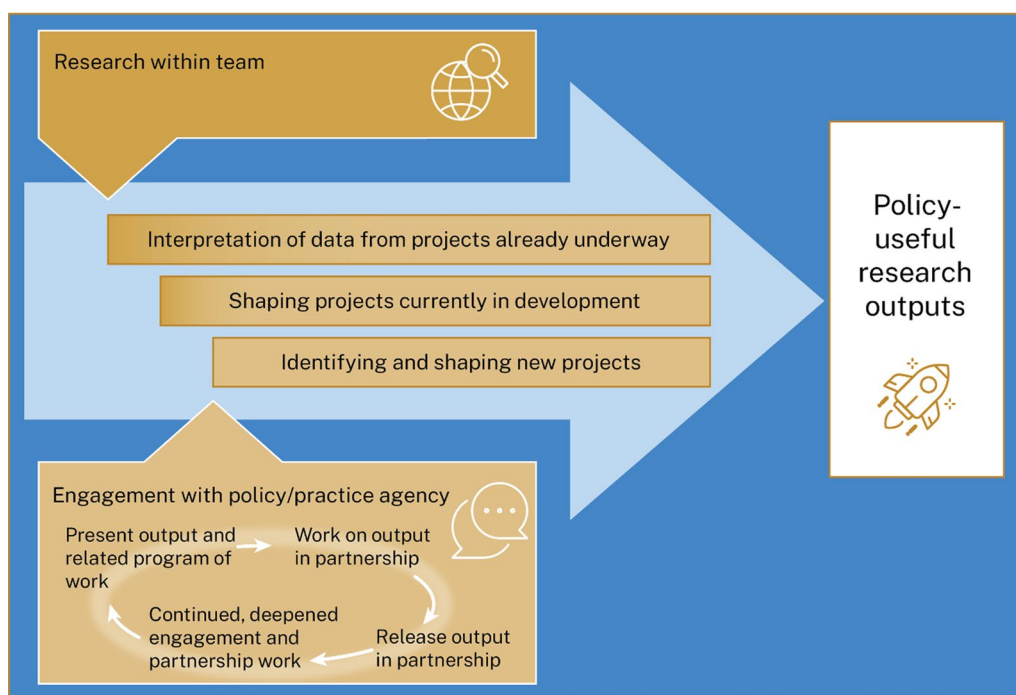 Research within team
Interpretation of data from projects already underway
Shaping projects currently in development
Identifying and shaping new projects
Policy-
useful
research
outputs
Engagement with policy/practice agency
Present output and
related program of
work
Work on output
in partnership
Release output
in partnership
Continued, deepened
engagement and
partnership work